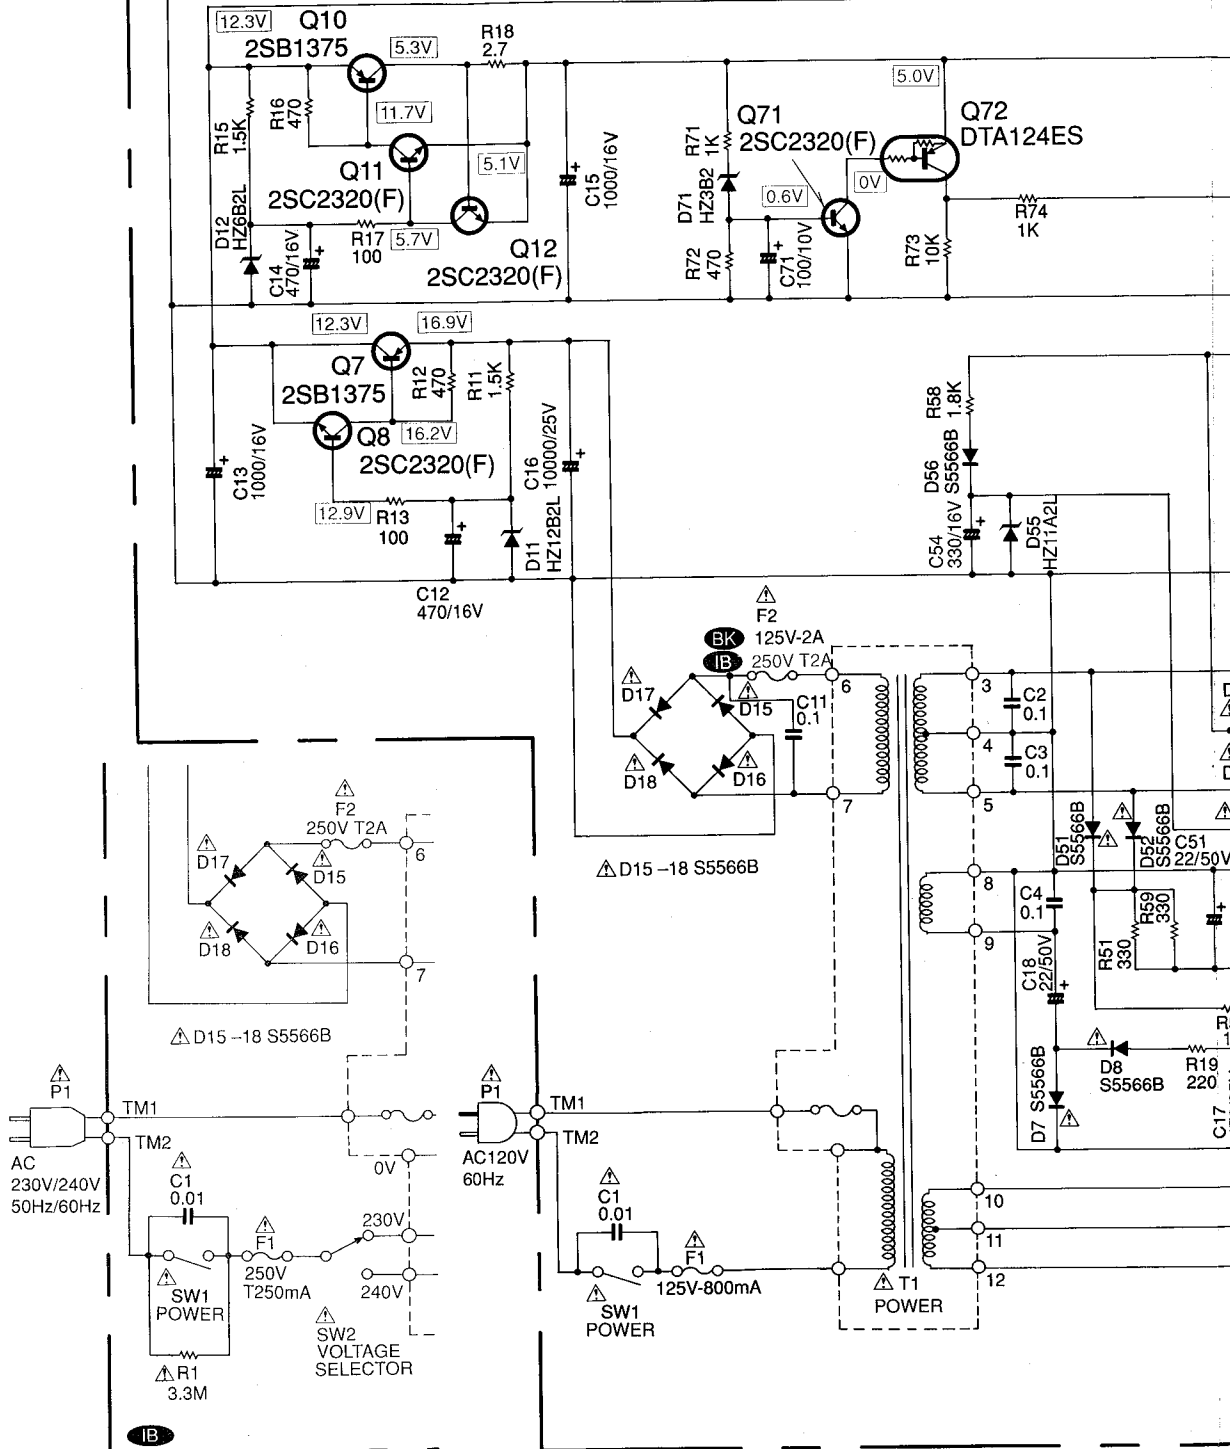 12.3V
Q10
2SB1375
5.3V
R18
2.7
R15
1.5K
R16
470
11.7V
Q11
2SC2320(F)
5.1V
D12
HZ6B2L
C14
470/16V
R17
100
5.7V
Q12
2SC2320(F)
C15
1000/16V
R71
1K
D71
HZ3B2
R72
470
C71
100/10V
Q71
2SC2320(F)
0.6V
0V
5.0V
Q72
DTA124ES
R73
10K
R74
1K
12.3V
16.9V
Q7
2SB1375
R12
470
R11
1.5K
Q8
2SC2320(F)
16.2V
C13
1000/16V
12.9V
R13
100
C12
470/16V
D11
HZ12B2L
C16
10000/25V
R58
1.8K
D56
S5566B
C54
330/16V
D55
HZ11A2L
F2
BK
125V-2A
IB
250V T2A
D17
D15
D18
D16
C11
0.1
6
7
D15 –18 S5566B
3
C2
0.1
4
C3
0.1
5
D51
S5566B
D52
S5566B
C51
22/50V
8
C4
0.1
9
C18
22/50V
R51
330
R59
330
D8
S5566B
R19
220
D7
S5566B
C17
10
11
12
T1
POWER
F2
250V T2A
D17
D15
D18
D16
6
7
D15 –18 S5566B
P1
TM1
TM2
AC
230V/240V
50Hz/60Hz
C1
0.01
0V
230V
F1
250V
T250mA
240V
SW1
POWER
SW2
VOLTAGE
SELECTOR
R1
3.3M
IB
P1
TM1
TM2
AC120V
60Hz
C1
0.01
F1
125V-800mA
SW1
POWER